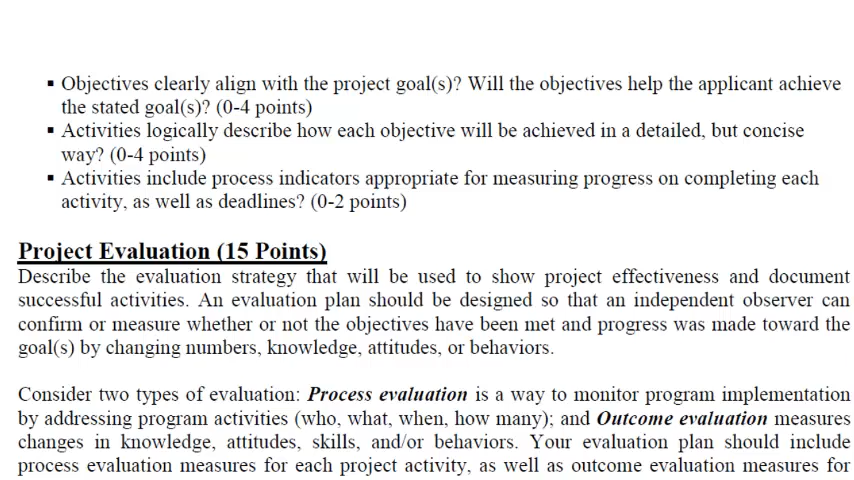 ▪ Objectives clearly align with the project goal(s)? Will the objectives help the applicant achieve
the stated goal(s)? (0-4 points)
▪ Activities logically describe how each objective will be achieved in a detailed, but concise
way? (0-4 points)
▪ Activities include process indicators appropriate for measuring progress on completing each
activity, as well as deadlines? (0-2 points)
Project Evaluation (15 Points)
Describe the evaluation strategy that will be used to show project effectiveness and document
successful activities. An evaluation plan should be designed so that an independent observer can
confirm or measure whether or not the objectives have been met and progress was made toward the
goal(s) by changing numbers, knowledge, attitudes, or behaviors.
Consider two types of evaluation: Process evaluation is a way to monitor program implementation
by addressing program activities (who, what, when, how many); and Outcome evaluation measures
changes in knowledge, attitudes, skills, and/or behaviors. Your evaluation plan should include
process evaluation measures for each project activity, as well as outcome evaluation measures for